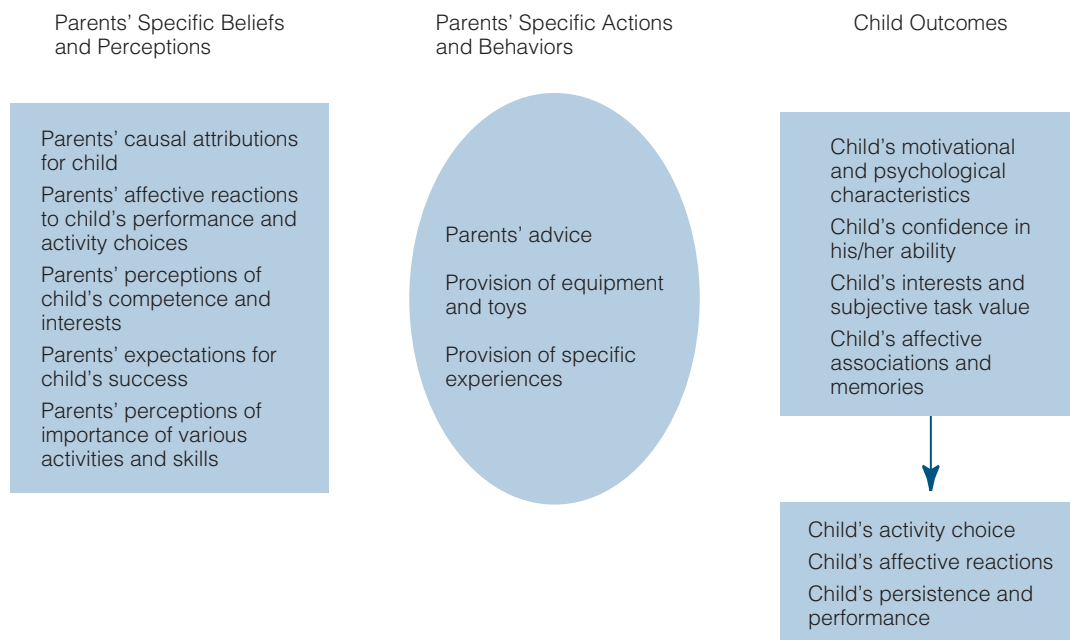 Parents’ Specific Beliefs
and Perceptions
Parents’ causal attributions
for child
Parents’ affective reactions
to child’s performance and
activity choices
Parents’ perceptions of
child’s competence and
interests
Parents’ expectations for
child’s success
Parents’ perceptions of
importance of various
activities and skills
Parents’ Specific Actions
and Behaviors
Parents’ advice
Provision of equipment
and toys
Provision of specific
experiences
Child Outcomes
Child’s motivational
and psychological
characteristics
Child’s confidence in
his/her ability
Child’s interests and
subjective task value
Child’s affective
associations and
memories
Child’s activity choice
Child’s affective reactions
Child’s persistence and
performance